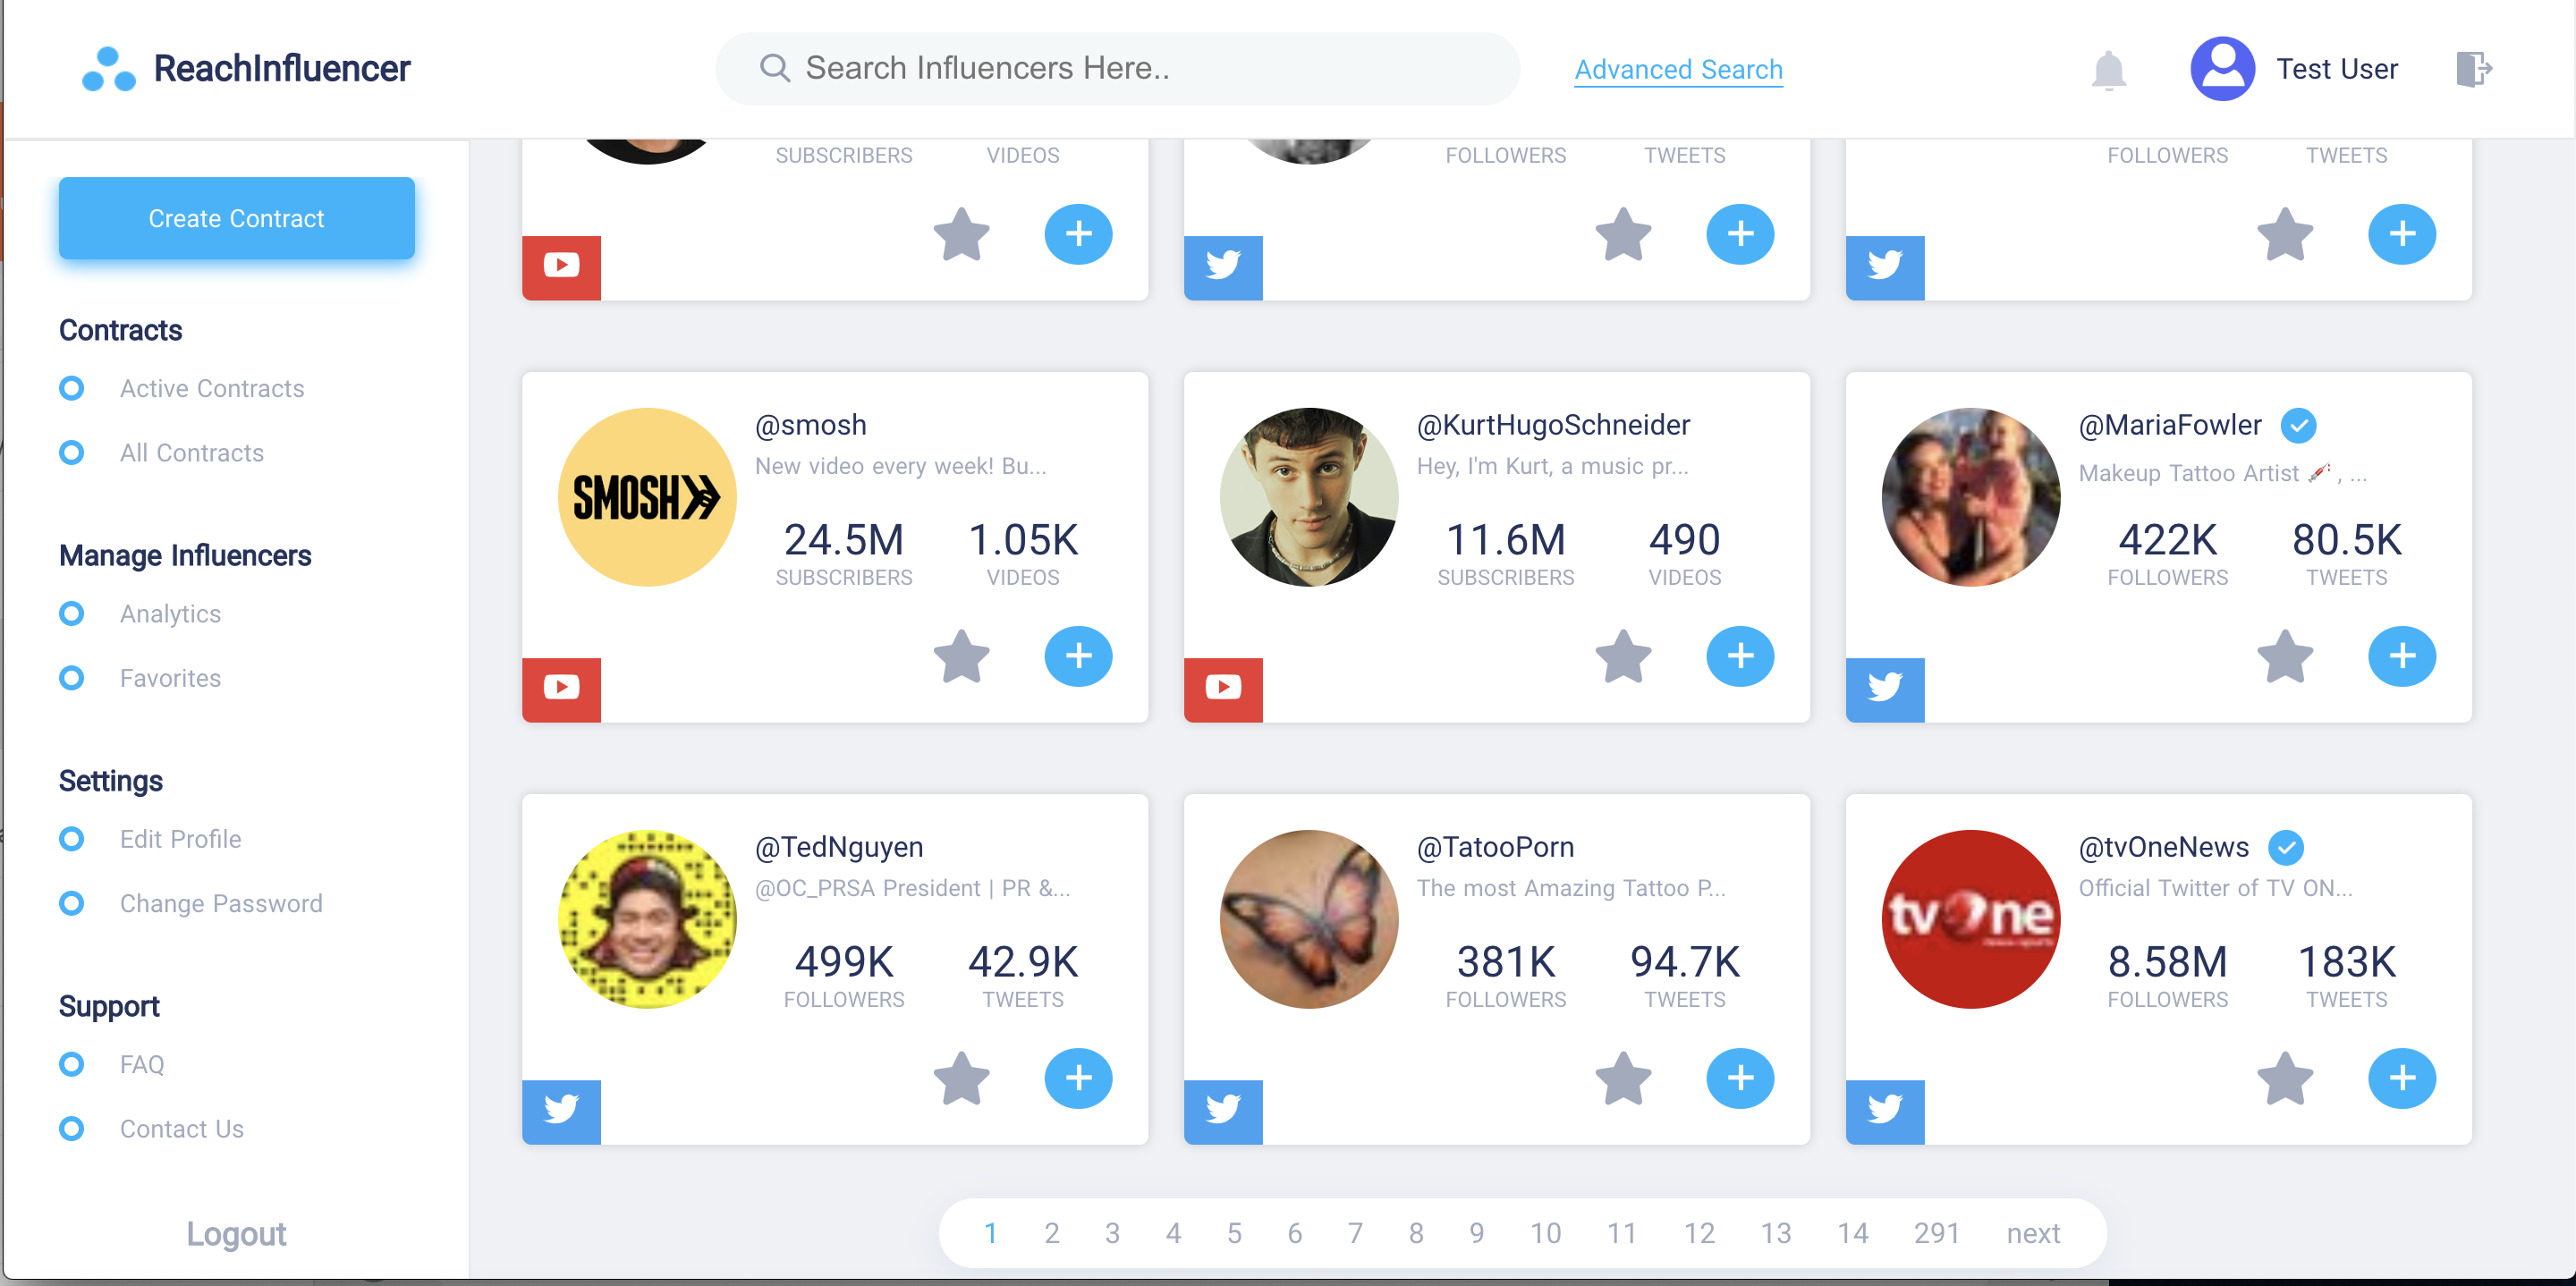 ReachInfluencer
Search Influencers Here..
Advanced Search
Test User
Create Contract
Contracts
Active Contracts
All Contracts
Manage Influencers
Analytics
Favorites
Settings
Edit Profile
Change Password
Support
FAQ
Contact Us
Logout
SUBSCRIBERS VIDEOS
FOLLOWERS TWEETS
FOLLOWERS TWEETS
SMOSH
@smosh
New video every week! Bu...
24.5M 1.05K
SUBSCRIBERS VIDEOS
@KurtHugoSchneider
Hey, I'm Kurt, a music pr...
11.6M 490
SUBSCRIBERS VIDEOS
@MariaFowler
Makeup Tattoo Artist 💉 , ...
422K 80.5K
FOLLOWERS TWEETS
@TedNguyen
@OC_PRSA President | PR &...
499K 42.9K
FOLLOWERS TWEETS
@TatooPorn
The most Amazing Tattoo P...
381K 94.7K
FOLLOWERS TWEETS
tvOne
@tvOneNews
Official Twitter of TV ON...
8.58M 183K
FOLLOWERS TWEETS
1 2 3 4 5 6 7 8 9 10 11 12 13 14 291 next